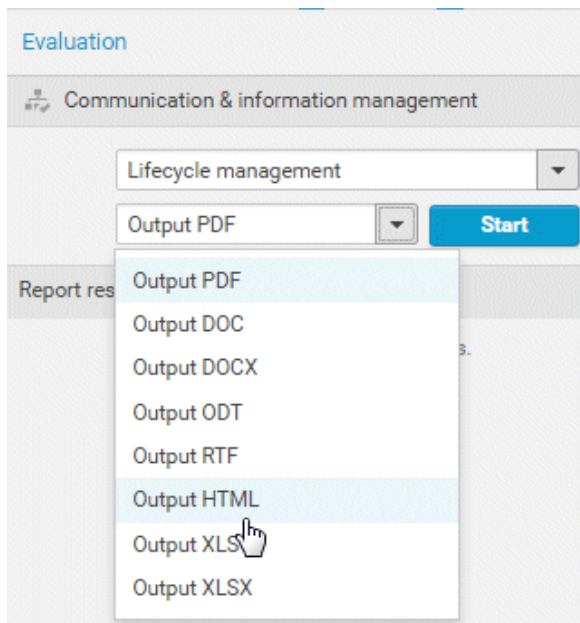 Evaluation
Communication & information management
Lifecycle management
Output PDF Start
Output PDF
Report res
Output DOC
s.
Output DOCX
Output ODT
Output RTF
Output HTML
Output XLS
Output XLSX